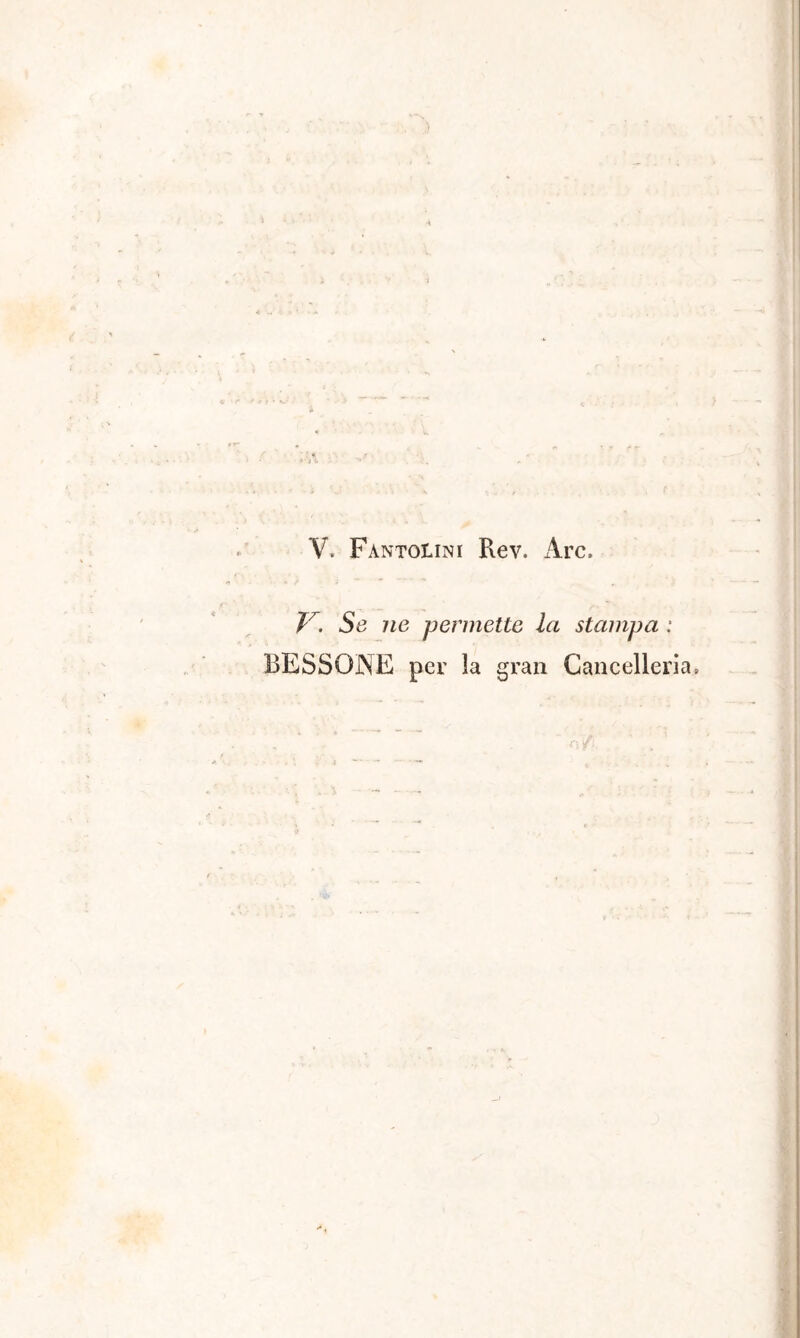 V. Fantolini Rev. Arc.
V. Se ne permette la stampa :
BESSONE per la gran Cancelleria.